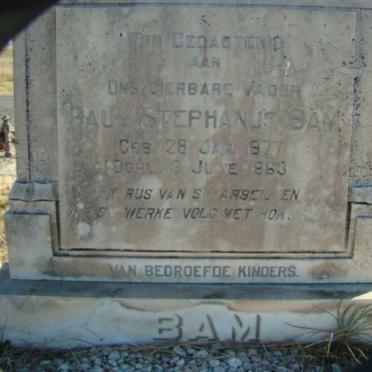 TER GEDAGTENIS
AAN
ONS DIERBARE VADER
PAUL STEPHANUS BAM
GEB. 28 JAN. 1877
OORL. 6 JUNE 1963
HY RUS VAN SY ARBEID EN
SY WERKE VOLG MET HOM.
VAN BEDROEFDE KINDERS.
BAM